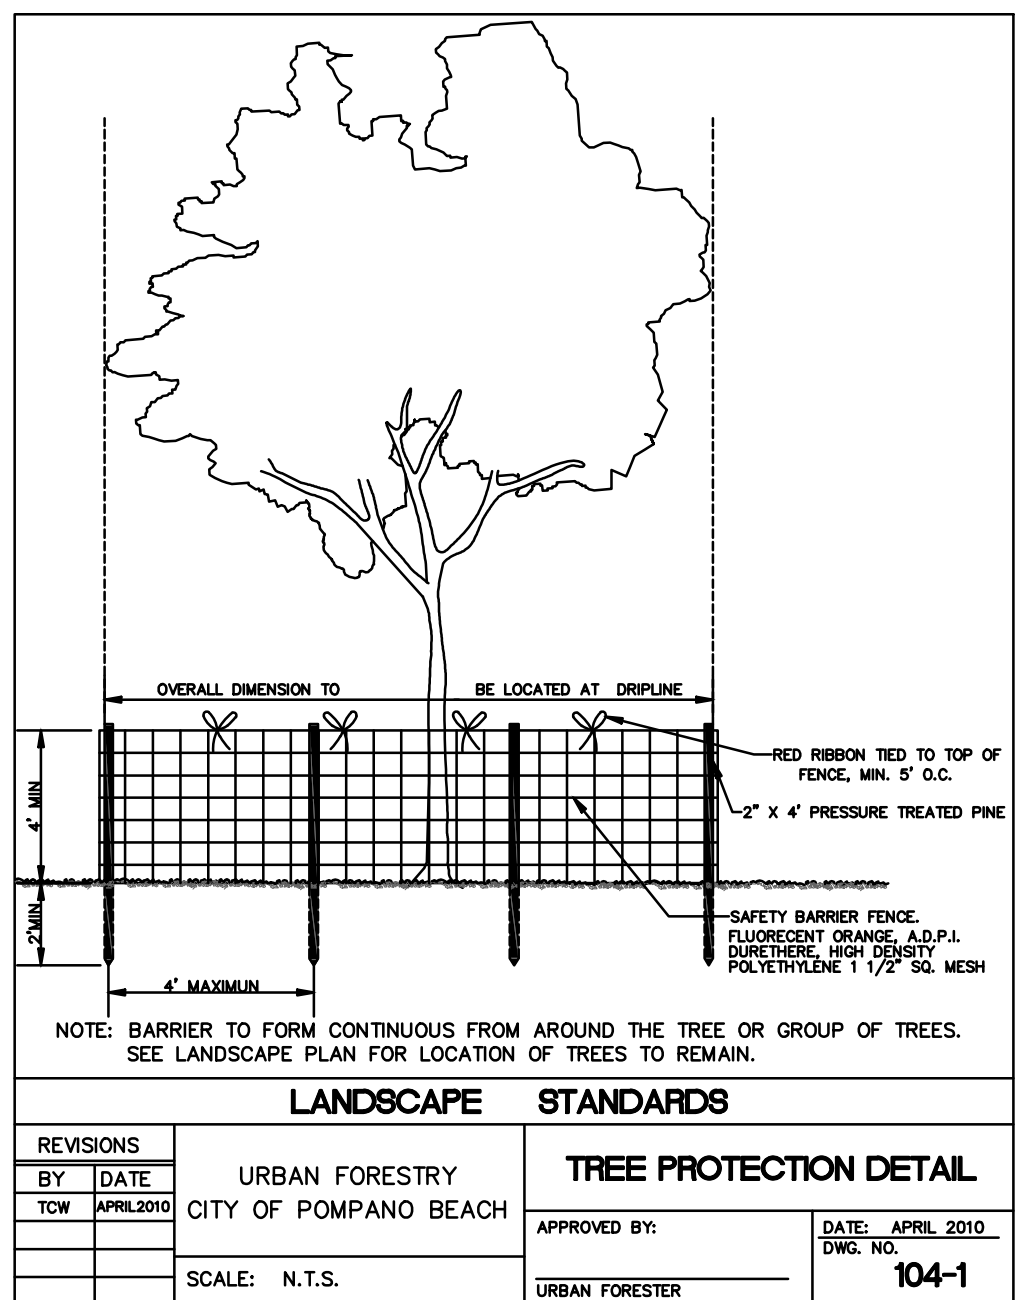 OVERALL DIMENSION TO BE LOCATED AT DRIPLINE
RED RIBBON TIED TO TOP OF
FENCE, MIN. 5' O.C.
4' MIN
2" X 4' PRESSURE TREATED PINE
2'MIN
SAFETY BARRIER FENCE.
FLUORECENT ORANGE, A.D.P.I.
DURETHERE, HIGH DENSITY
POLYETHYLENE 1 1/2" SQ. MESH
4' MAXIMUN
NOTE: BARRIER TO FORM CONTINUOUS FROM AROUND THE TREE OR GROUP OF TREES.
SEE LANDSCAPE PLAN FOR LOCATION OF TREES TO REMAIN.
LANDSCAPE STANDARDS
REVISIONS
BY DATE
TCW APRIL2010
URBAN FORESTRY
CITY OF POMPANO BEACH
SCALE: N.T.S.
TREE PROTECTION DETAIL
APPROVED BY:
URBAN FORESTER
DATE: APRIL 2010
DWG. NO.
104-1